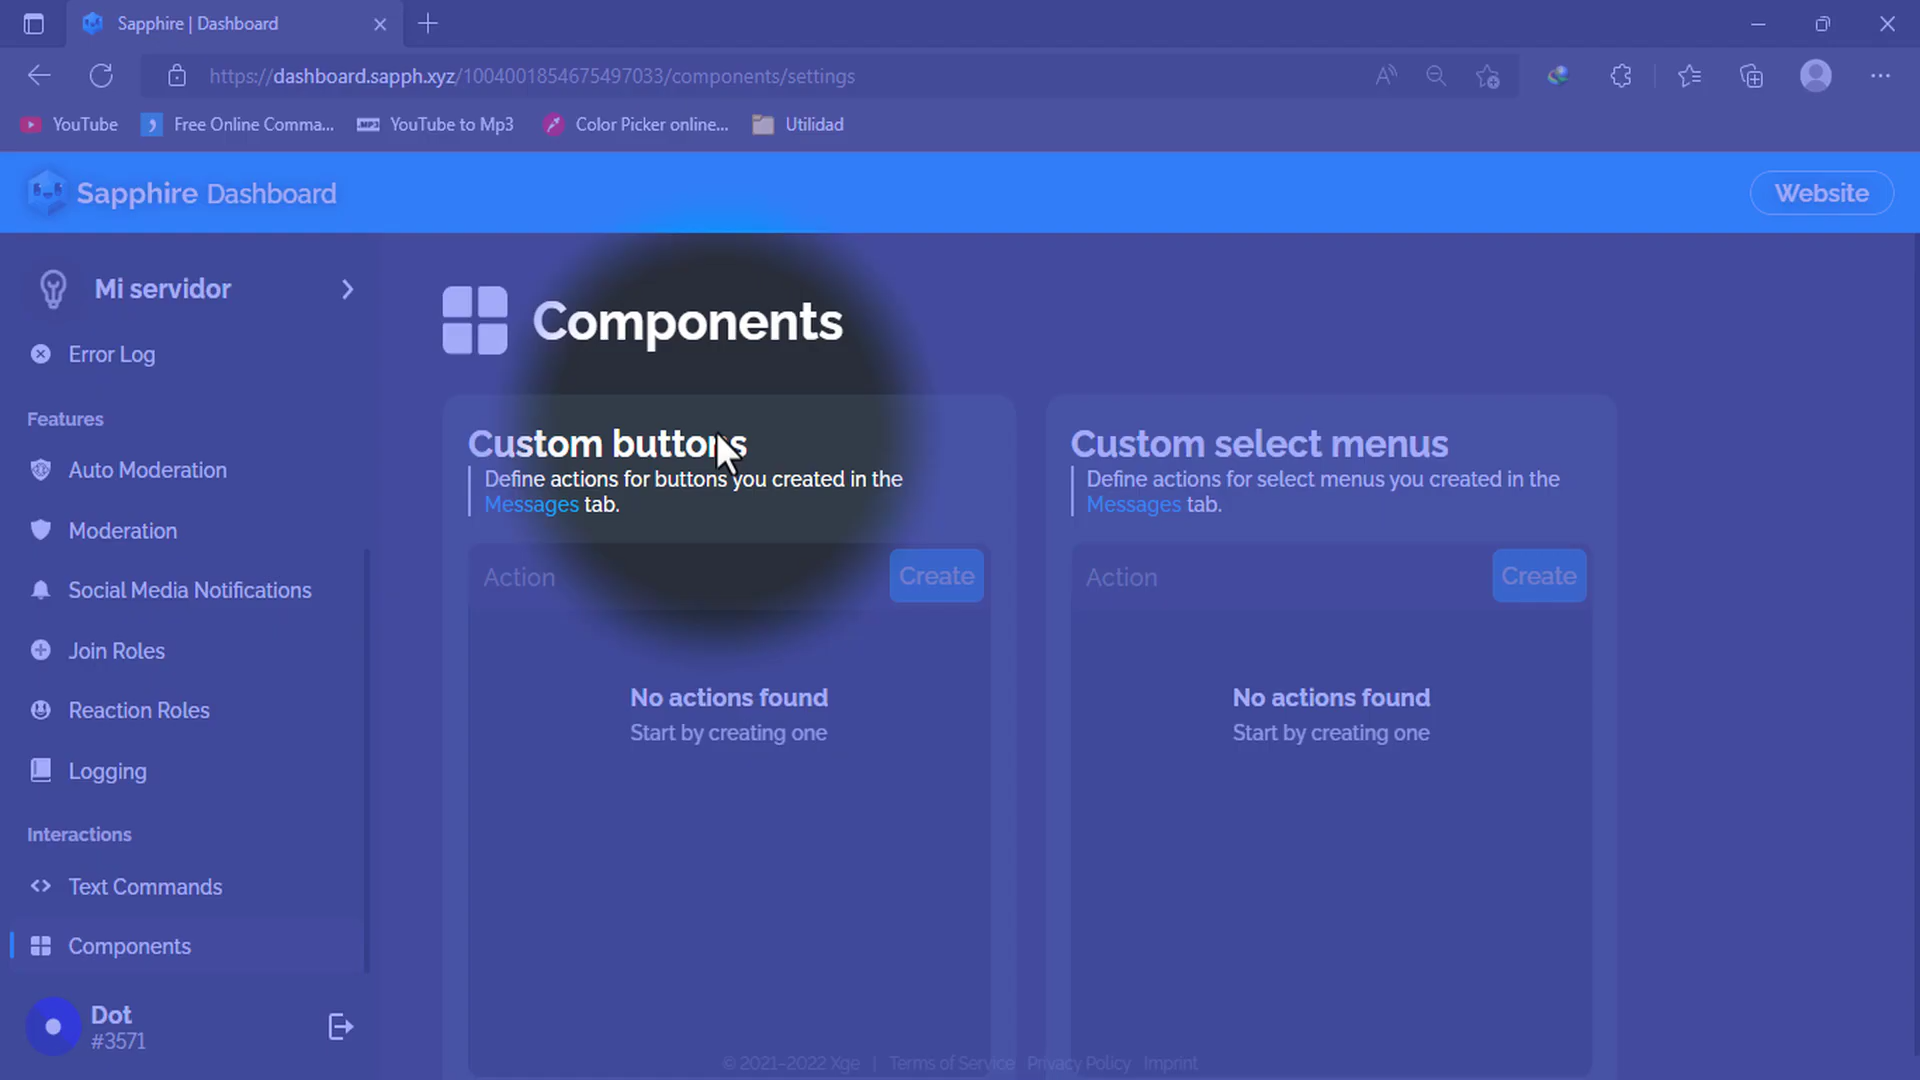 Sapphire | Dashboard
https://dashboard.sapph.xyz/1004001854675497033/components/settings
YouTube
Free Online Comma...
YouTube to Mp3
Color Picker online...
Utilidad
Sapphire Dashboard
Website
Mi servidor
Error Log
Features
Auto Moderation
Moderation
Social Media Notifications
Join Roles
Reaction Roles
Logging
Interactions
Text Commands
Components
Dot
#3571
Components
Custom buttons
Define actions for buttons you created in the
Messages tab.
Action
Create
No actions found
Start by creating one
Custom select menus
Define actions for select menus you created in the
Messages tab.
Action
Create
No actions found
Start by creating one
© 2021–2022 Xge | Terms of Service Privacy Policy Imprint